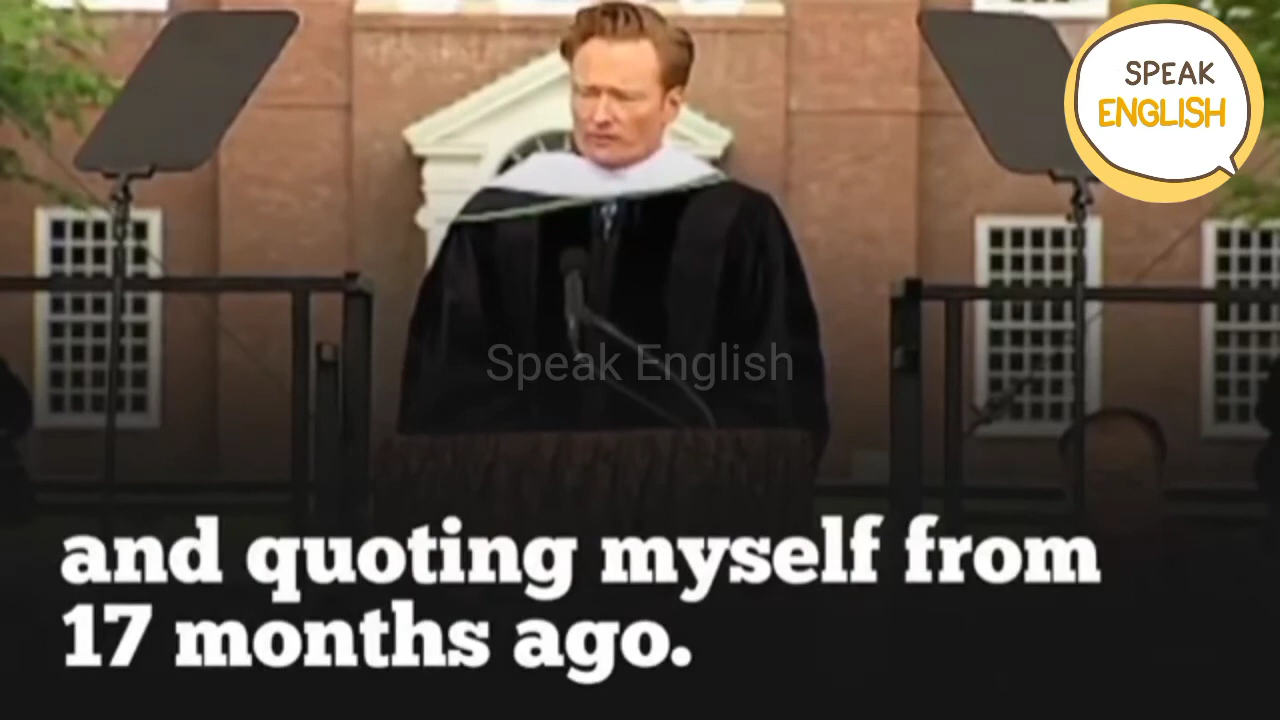 SPEAK
ENGLISH
Speak English
and quoting myself from
17 months ago.